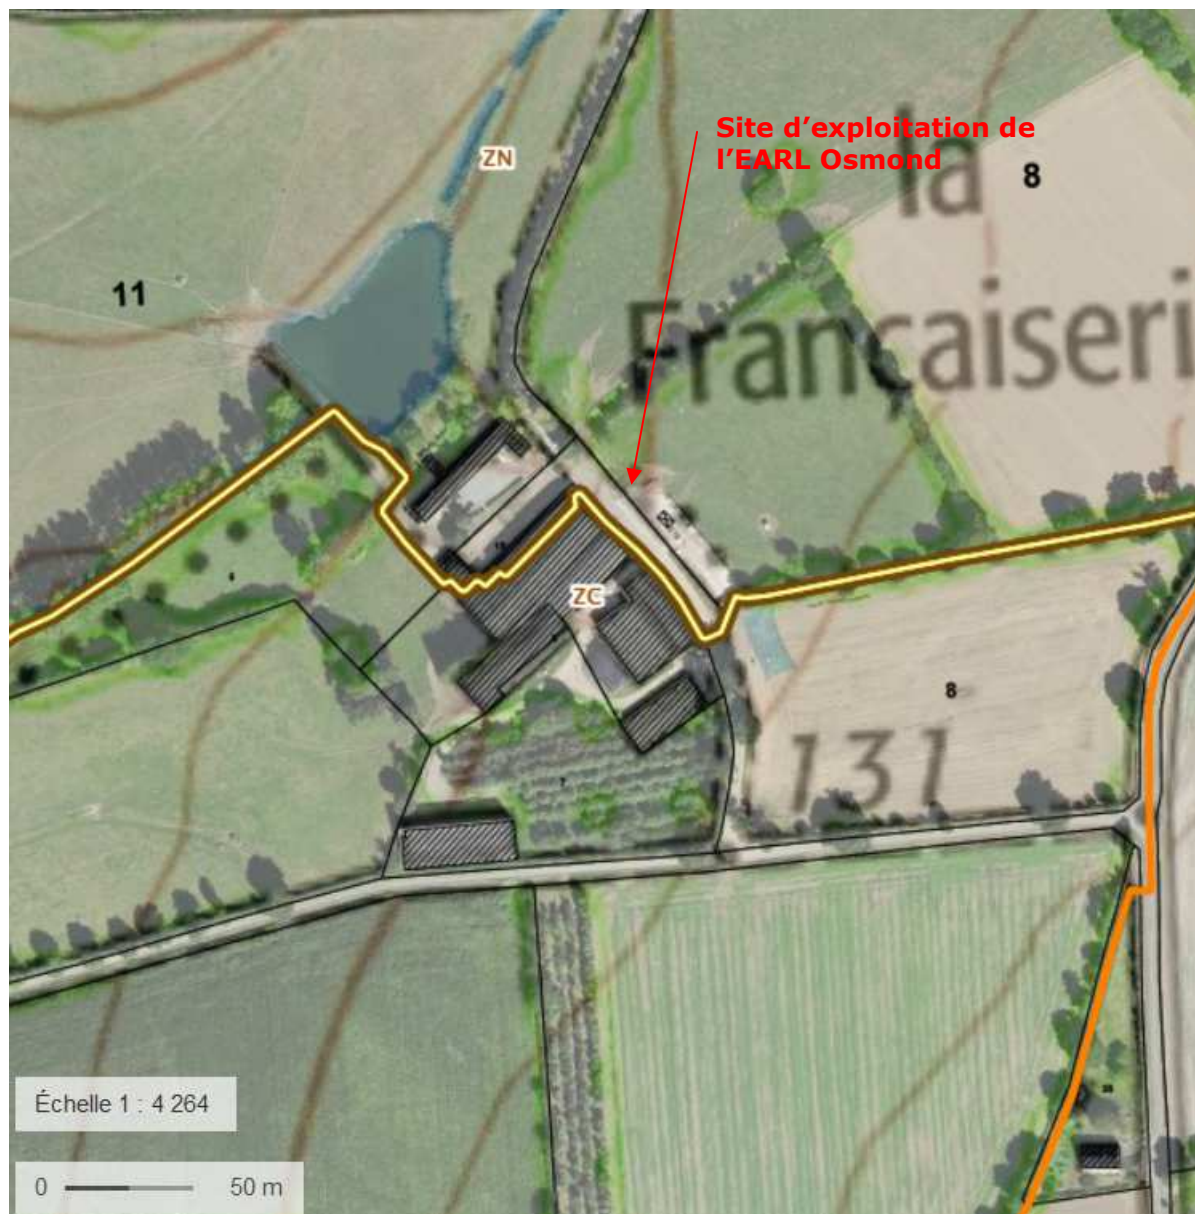 Site d’exploitation de
l’EARL Osmond
ZN
la
8
11
Françaiseri
ZC
8
131
Échelle 1 : 4 264
0 50 m